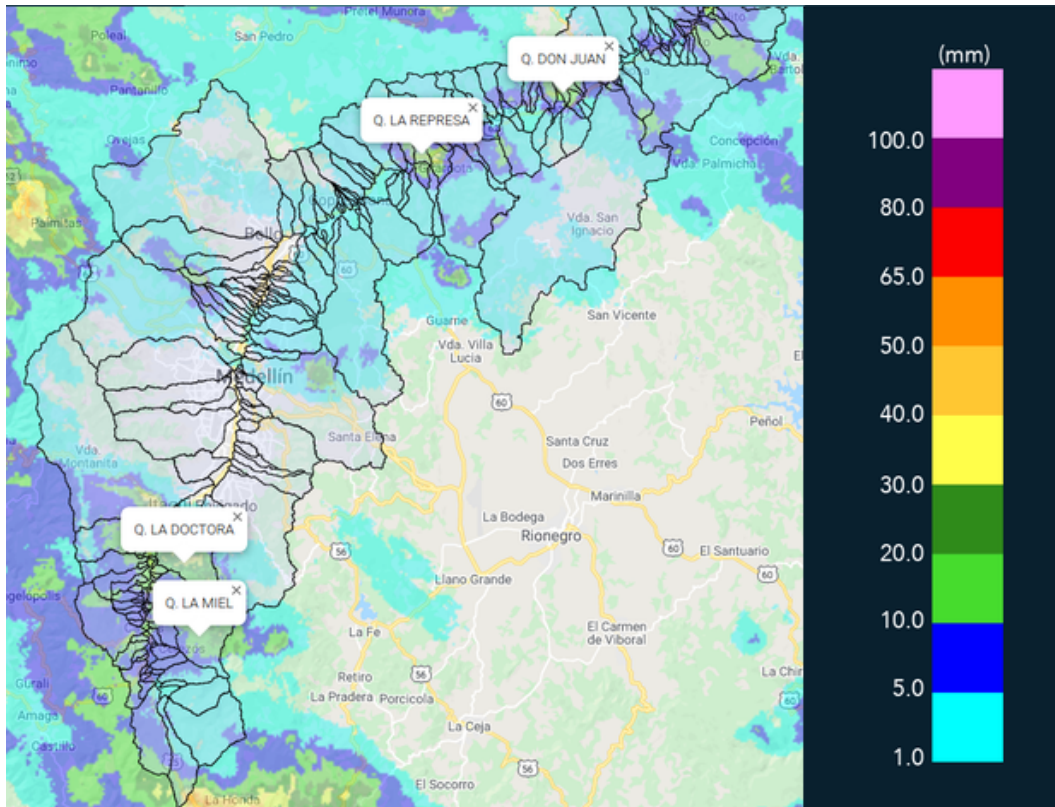 Pretel Munora
Poleal
San Pedro
Pantanillo
Ovejas
Q. DON JUAN
Q. LA REPRESA
Concepción
Vda. Palmichal
Palmitas
Bello
60
Vda. San
Ignacio
60
San Vicente
Guarne
Vda. Villa
Lucia
Medellín
60
Peñol
Vda.
Montanita
Santa Elena
Santa Cruz
Dos Erres
Marinilla
Q. LA DOCTORA
La Bodega
Rionegro
56
60
El Santuario
60
Llano Grande
Q. LA MIEL
La Fe
El Carmen
de Viboral
Retiro
56
La Pradera
Porcicola
60
Amaga
La Ceja
Castillo
25
56
El Socorro
La Honda
(mm)
100.0
80.0
65.0
50.0
40.0
30.0
20.0
10.0
5.0
1.0